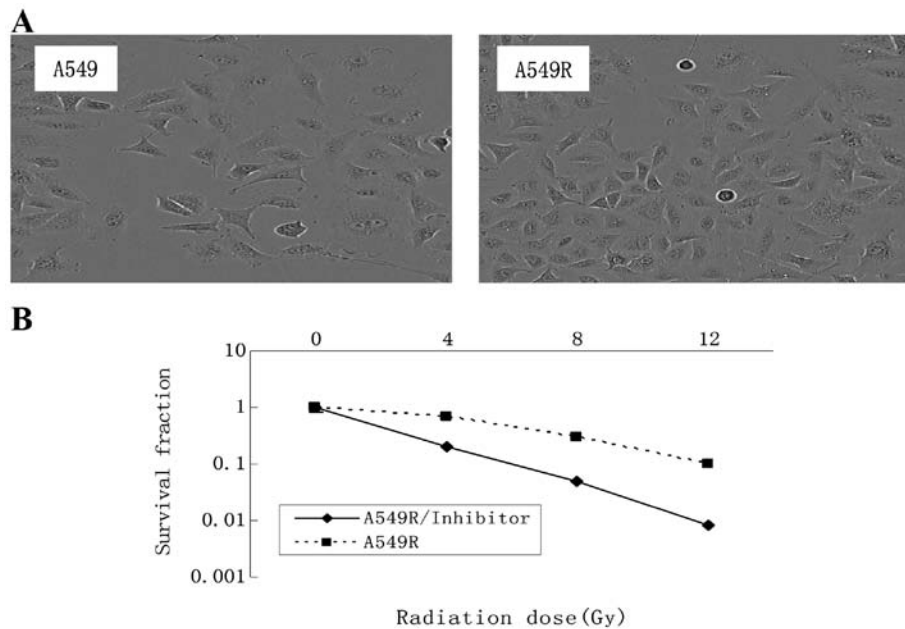 A
A549
A549R
B
0 4 8 12
10
1
0.1
0.01
0.001
Survival fraction
A549R/Inhibitor
A549R
Radiation dose(Gy)